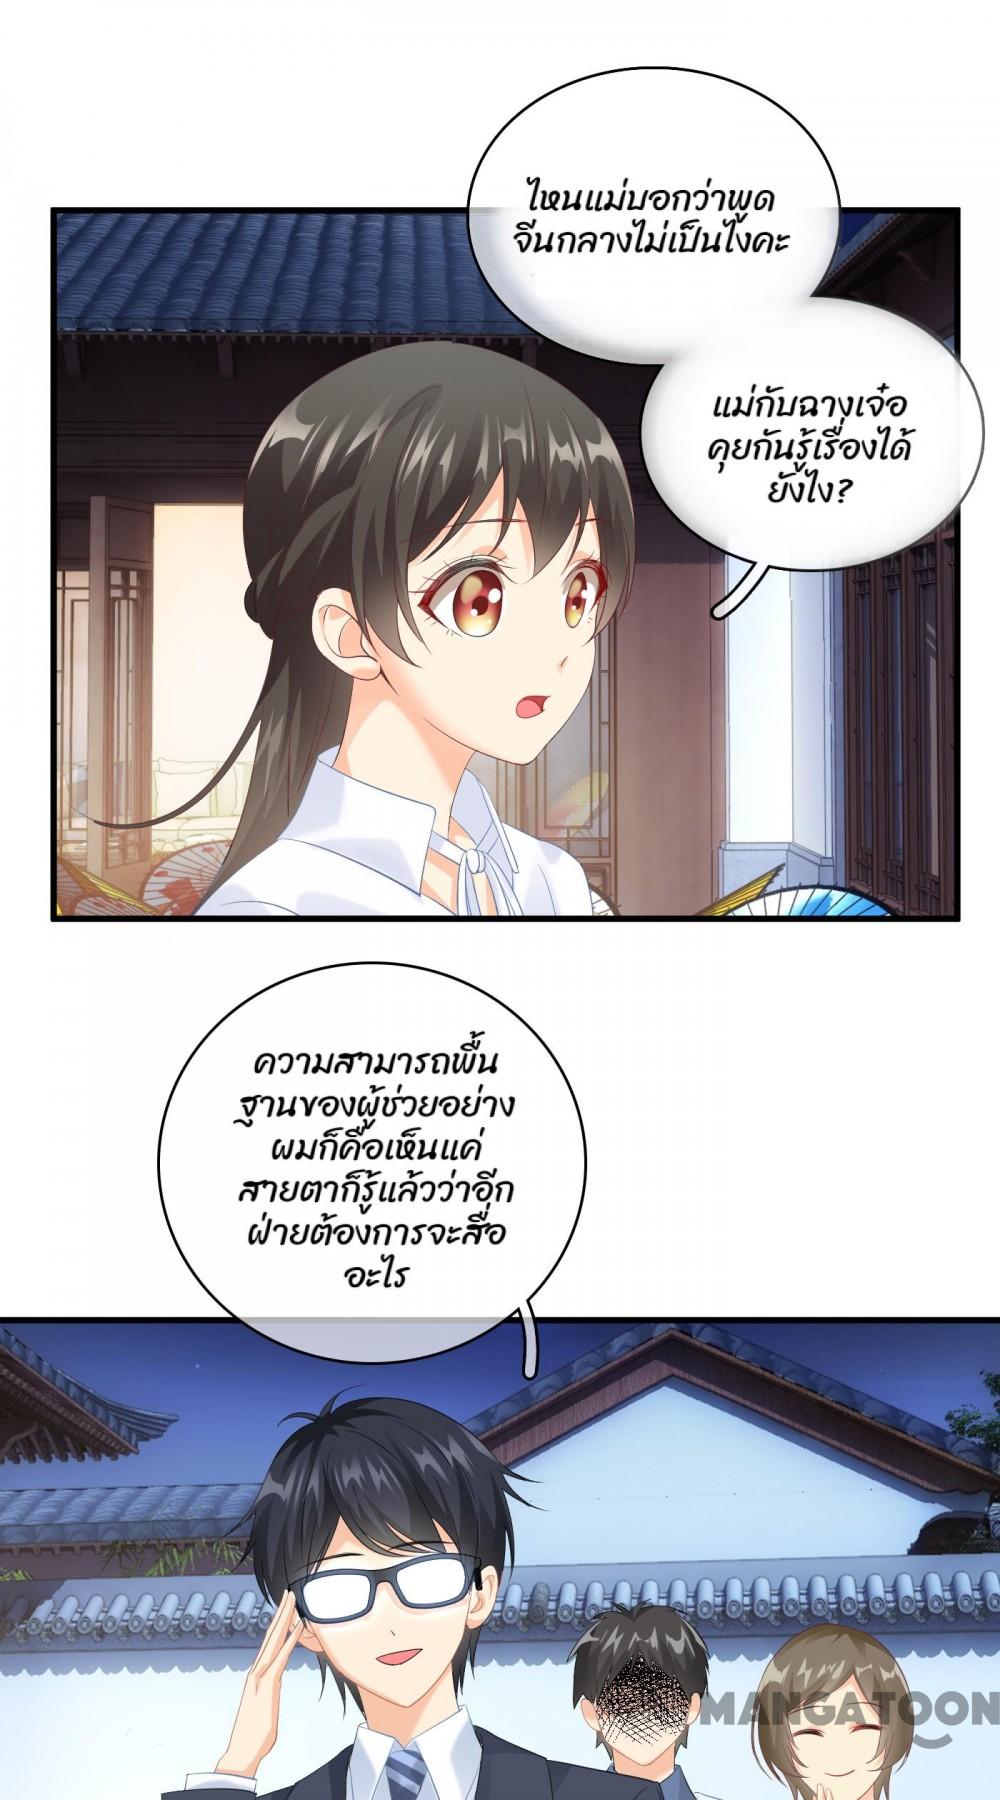 ไหนแม่บอกว่าพูด
จีนกลางไม่เป็นไงคะ
แม่กับฉางเจ๋อ
คุยกันรู้เรื่องได้
ยังไง?
ความสามารถพื้น
ฐานของผู้ช่วยอย่าง
ผมก็คือเห็นแค่
สายตาก็รู้แล้วว่าอีก
ฝ่ายต้องการจะสื่อ
อะไร
MANGATOON